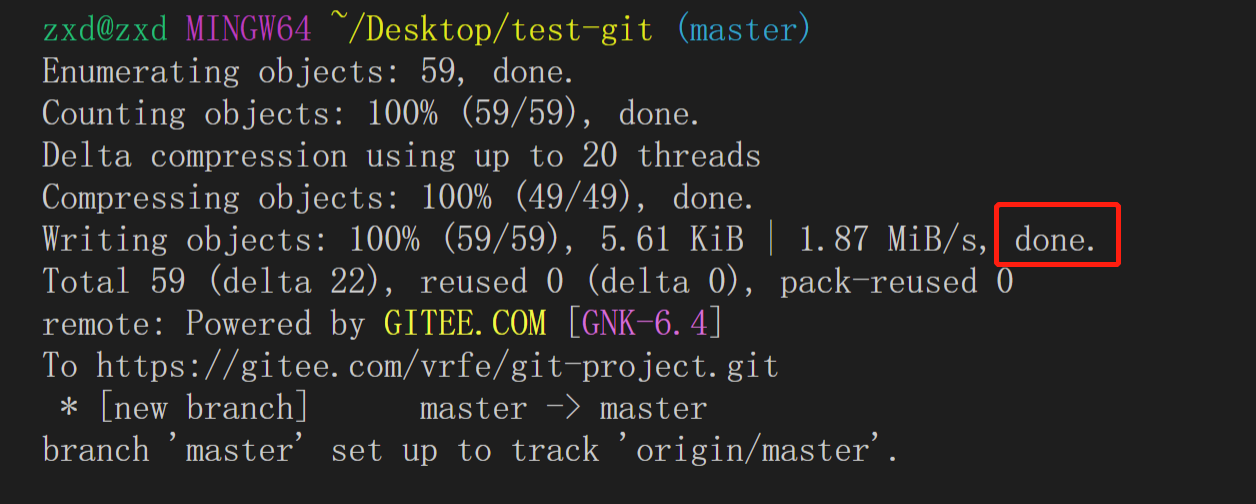 zxd@zxd MINGW64 ~/Desktop/test-git (master)
Enumerating objects: 59, done.
Counting objects: 100% (59/59), done.
Delta compression using up to 20 threads
Compressing objects: 100% (49/49), done.
Writing objects: 100% (59/59), 5.61 KiB | 1.87 MiB/s, done.
Total 59 (delta 22), reused 0 (delta 0), pack-reused 0
remote: Powered by GITEE.COM [GNK-6.4]
To https://gitee.com/vrfe/git-project.git
 * [new branch]      master -> master
branch 'master' set up to track 'origin/master'.